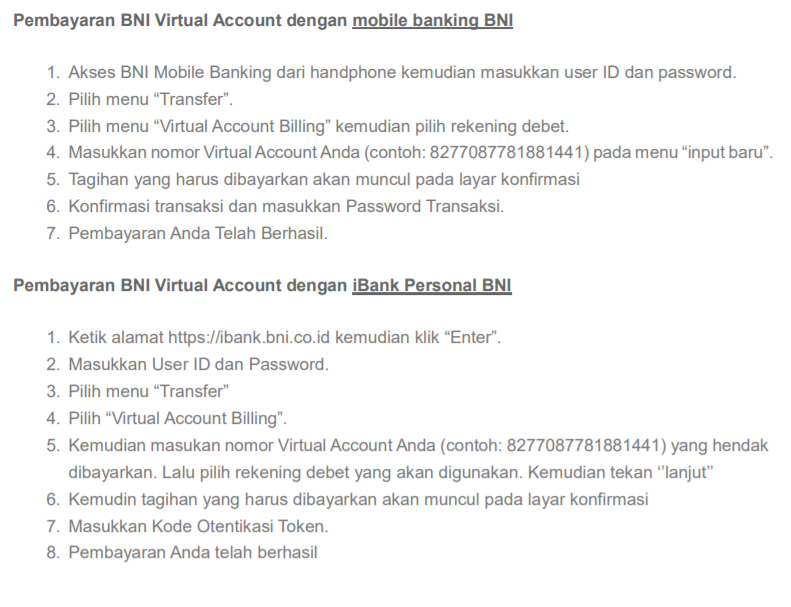 Pembayaran BNI Virtual Account dengan mobile banking BNI
1. Akses BNI Mobile Banking dari handphone kemudian masukkan user ID dan password.
2. Pilih menu “Transfer”.
3. Pilih menu “Virtual Account Billing” kemudian pilih rekening debet.
4. Masukkan nomor Virtual Account Anda (contoh: 8277087781881441) pada menu “input baru”.
5. Tagihan yang harus dibayarkan akan muncul pada layar konfirmasi
6. Konfirmasi transaksi dan masukkan Password Transaksi.
7. Pembayaran Anda Telah Berhasil.
Pembayaran BNI Virtual Account dengan iBank Personal BNI
1. Ketik alamat https://ibank.bni.co.id kemudian klik “Enter”.
2. Masukkan User ID dan Password.
3. Pilih menu “Transfer”
4. Pilih “Virtual Account Billing”.
5. Kemudian masukan nomor Virtual Account Anda (contoh: 8277087781881441) yang hendak
dibayarkan. Lalu pilih rekening debet yang akan digunakan. Kemudian tekan ‘’lanjut’’
6. Kemudin tagihan yang harus dibayarkan akan muncul pada layar konfirmasi
7. Masukkan Kode Otentikasi Token.
8. Pembayaran Anda telah berhasil